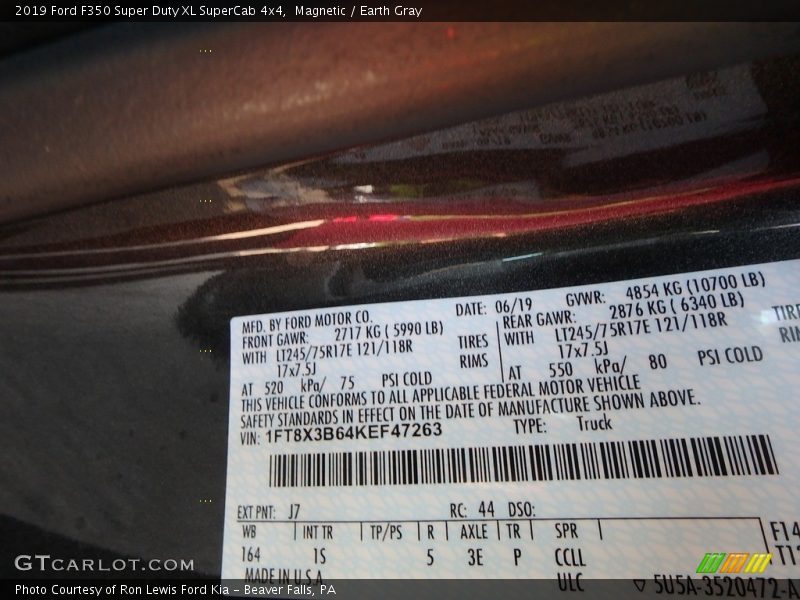 2019 Ford F350 Super Duty XL SuperCab 4x4,  Magnetic / Earth Gray
MFD. BY FORD MOTOR CO.
DATE: 06/19
GVWR: 4854 KG (10700 LB)
FRONT GAWR: 2717 KG ( 5990 LB)
REAR GAWR: 2876 KG ( 6340 LB)
WITH LT245/75R17E 121/118R TIRES
WITH LT245/75R17E 121/118R TIRE
17x7.5J RIMS
17x7.5J
AT 520 kPa/ 75 PSI COLD
AT 550 kPa/ 80 PSI COLD
THIS VEHICLE CONFORMS TO ALL APPLICABLE FEDERAL MOTOR VEHICLE
SAFETY STANDARDS IN EFFECT ON THE DATE OF MANUFACTURE SHOWN ABOVE.
VIN: 1FT8X3B64KEF47263
TYPE: Truck
EXT PNT: J7 RC: 44 DSO:
WB INT TR TP/PS R AXLE TR SPR
164 1S 5 3E P CCLL
MADE IN U.S.A. ULC
F14
5U5A-3520472-A
GTCARLOT.COM
Photo Courtesy of Ron Lewis Ford Kia – Beaver Falls, PA